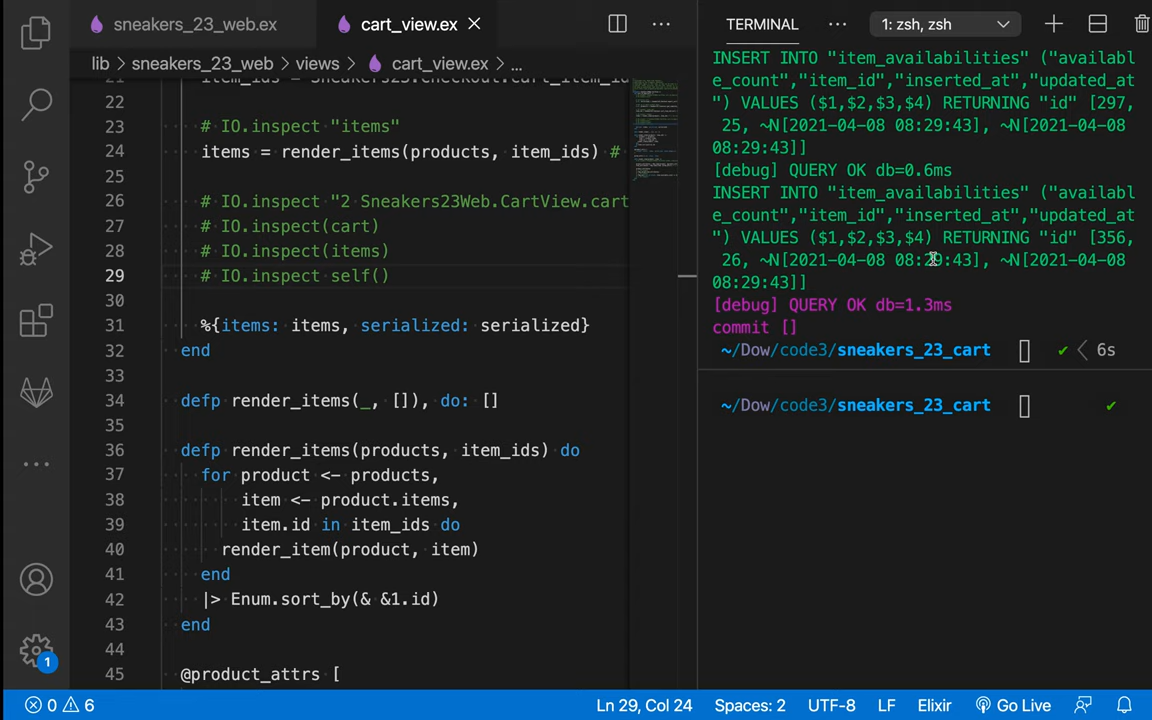 sneakers_23_web.ex
cart_view.ex
lib > sneakers_23_web > views > cart_view.ex > ...
22
23 # IO.inspect "items"
24 items = render_items(products, item_ids) #
25
26 # IO.inspect "2 Sneakers23Web.CartView.cart
27 # IO.inspect(cart)
28 # IO.inspect(items)
29 # IO.inspect self()
30
31 %{items: items, serialized: serialized}
32 end
33
34 defp render_items(_, []), do: []
35
36 defp render_items(products, item_ids) do
37 for product <- products,
38 item <- product.items,
39 item.id in item_ids do
40 render_item(product, item)
41 end
42 |> Enum.sort_by(& &1.id)
43 end
44
45 @product_attrs [
TERMINAL ... 1: zsh, zsh
INSERT INTO "item_availabilities" ("availabl
e_count","item_id","inserted_at","updated_at
") VALUES ($1,$2,$3,$4) RETURNING "id" [297,
25, ~N[2021-04-08 08:29:43], ~N[2021-04-08
08:29:43]]
[debug] QUERY OK db=0.6ms
INSERT INTO "item_availabilities" ("availabl
e_count","item_id","inserted_at","updated_at
") VALUES ($1,$2,$3,$4) RETURNING "id" [356,
26, ~N[2021-04-08 08:29:43], ~N[2021-04-08
08:29:43]]
[debug] QUERY OK db=1.3ms
commit []
~/Dow/code3/sneakers_23_cart ✔ < 6s
~/Dow/code3/sneakers_23_cart ✔
1
0 6 Ln 29, Col 24 Spaces: 2 UTF-8 LF Elixir Go Live